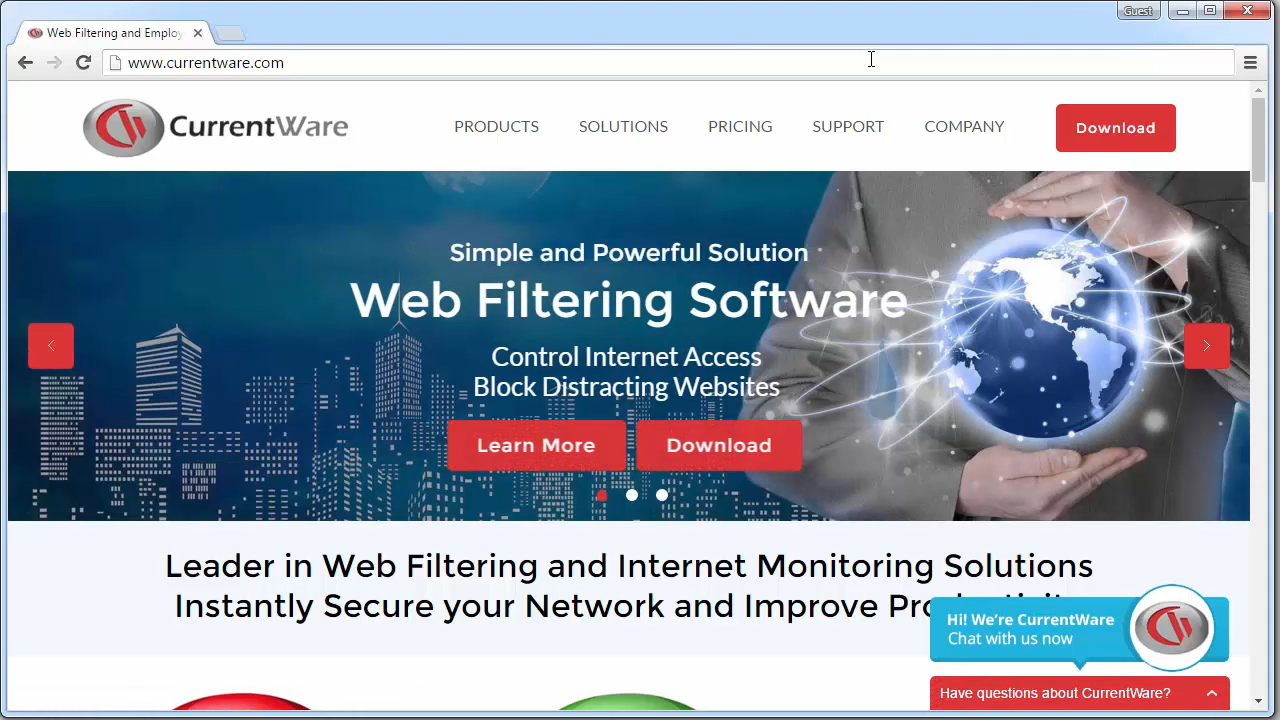 Guest
Web Filtering and Employ
www.currentware.com
CurrentWare
PRODUCTS
SOLUTIONS
PRICING
SUPPORT
COMPANY
Download
Simple and Powerful Solution
Web Filtering Software
Control Internet Access
Block Distracting Websites
Learn More
Download
Leader in Web Filtering and Internet Monitoring Solutions
Instantly Secure your Network and Improve
Hi! We're CurrentWare
Chat with us now
Have questions about CurrentWare?